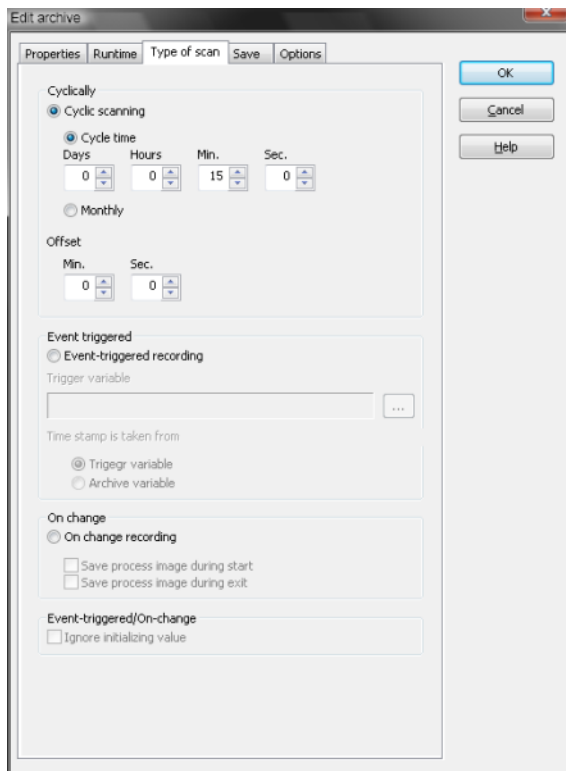 Edit archive
Properties Runtime Type of scan Save Options
OK
Cancel
Help
Cyclically
Cyclic scanning
Cycle time
Days Hours Min. Sec.
0 0 15 0
Monthly
Offset
Min. Sec.
0 0
Event triggered
Event-triggered recording
Trigger variable
...
Time stamp is taken from
Trigegr variable
Archive variable
On change
On change recording
Save process image during start
Save process image during exit
Event-triggered/On-change
Ignore initializing value